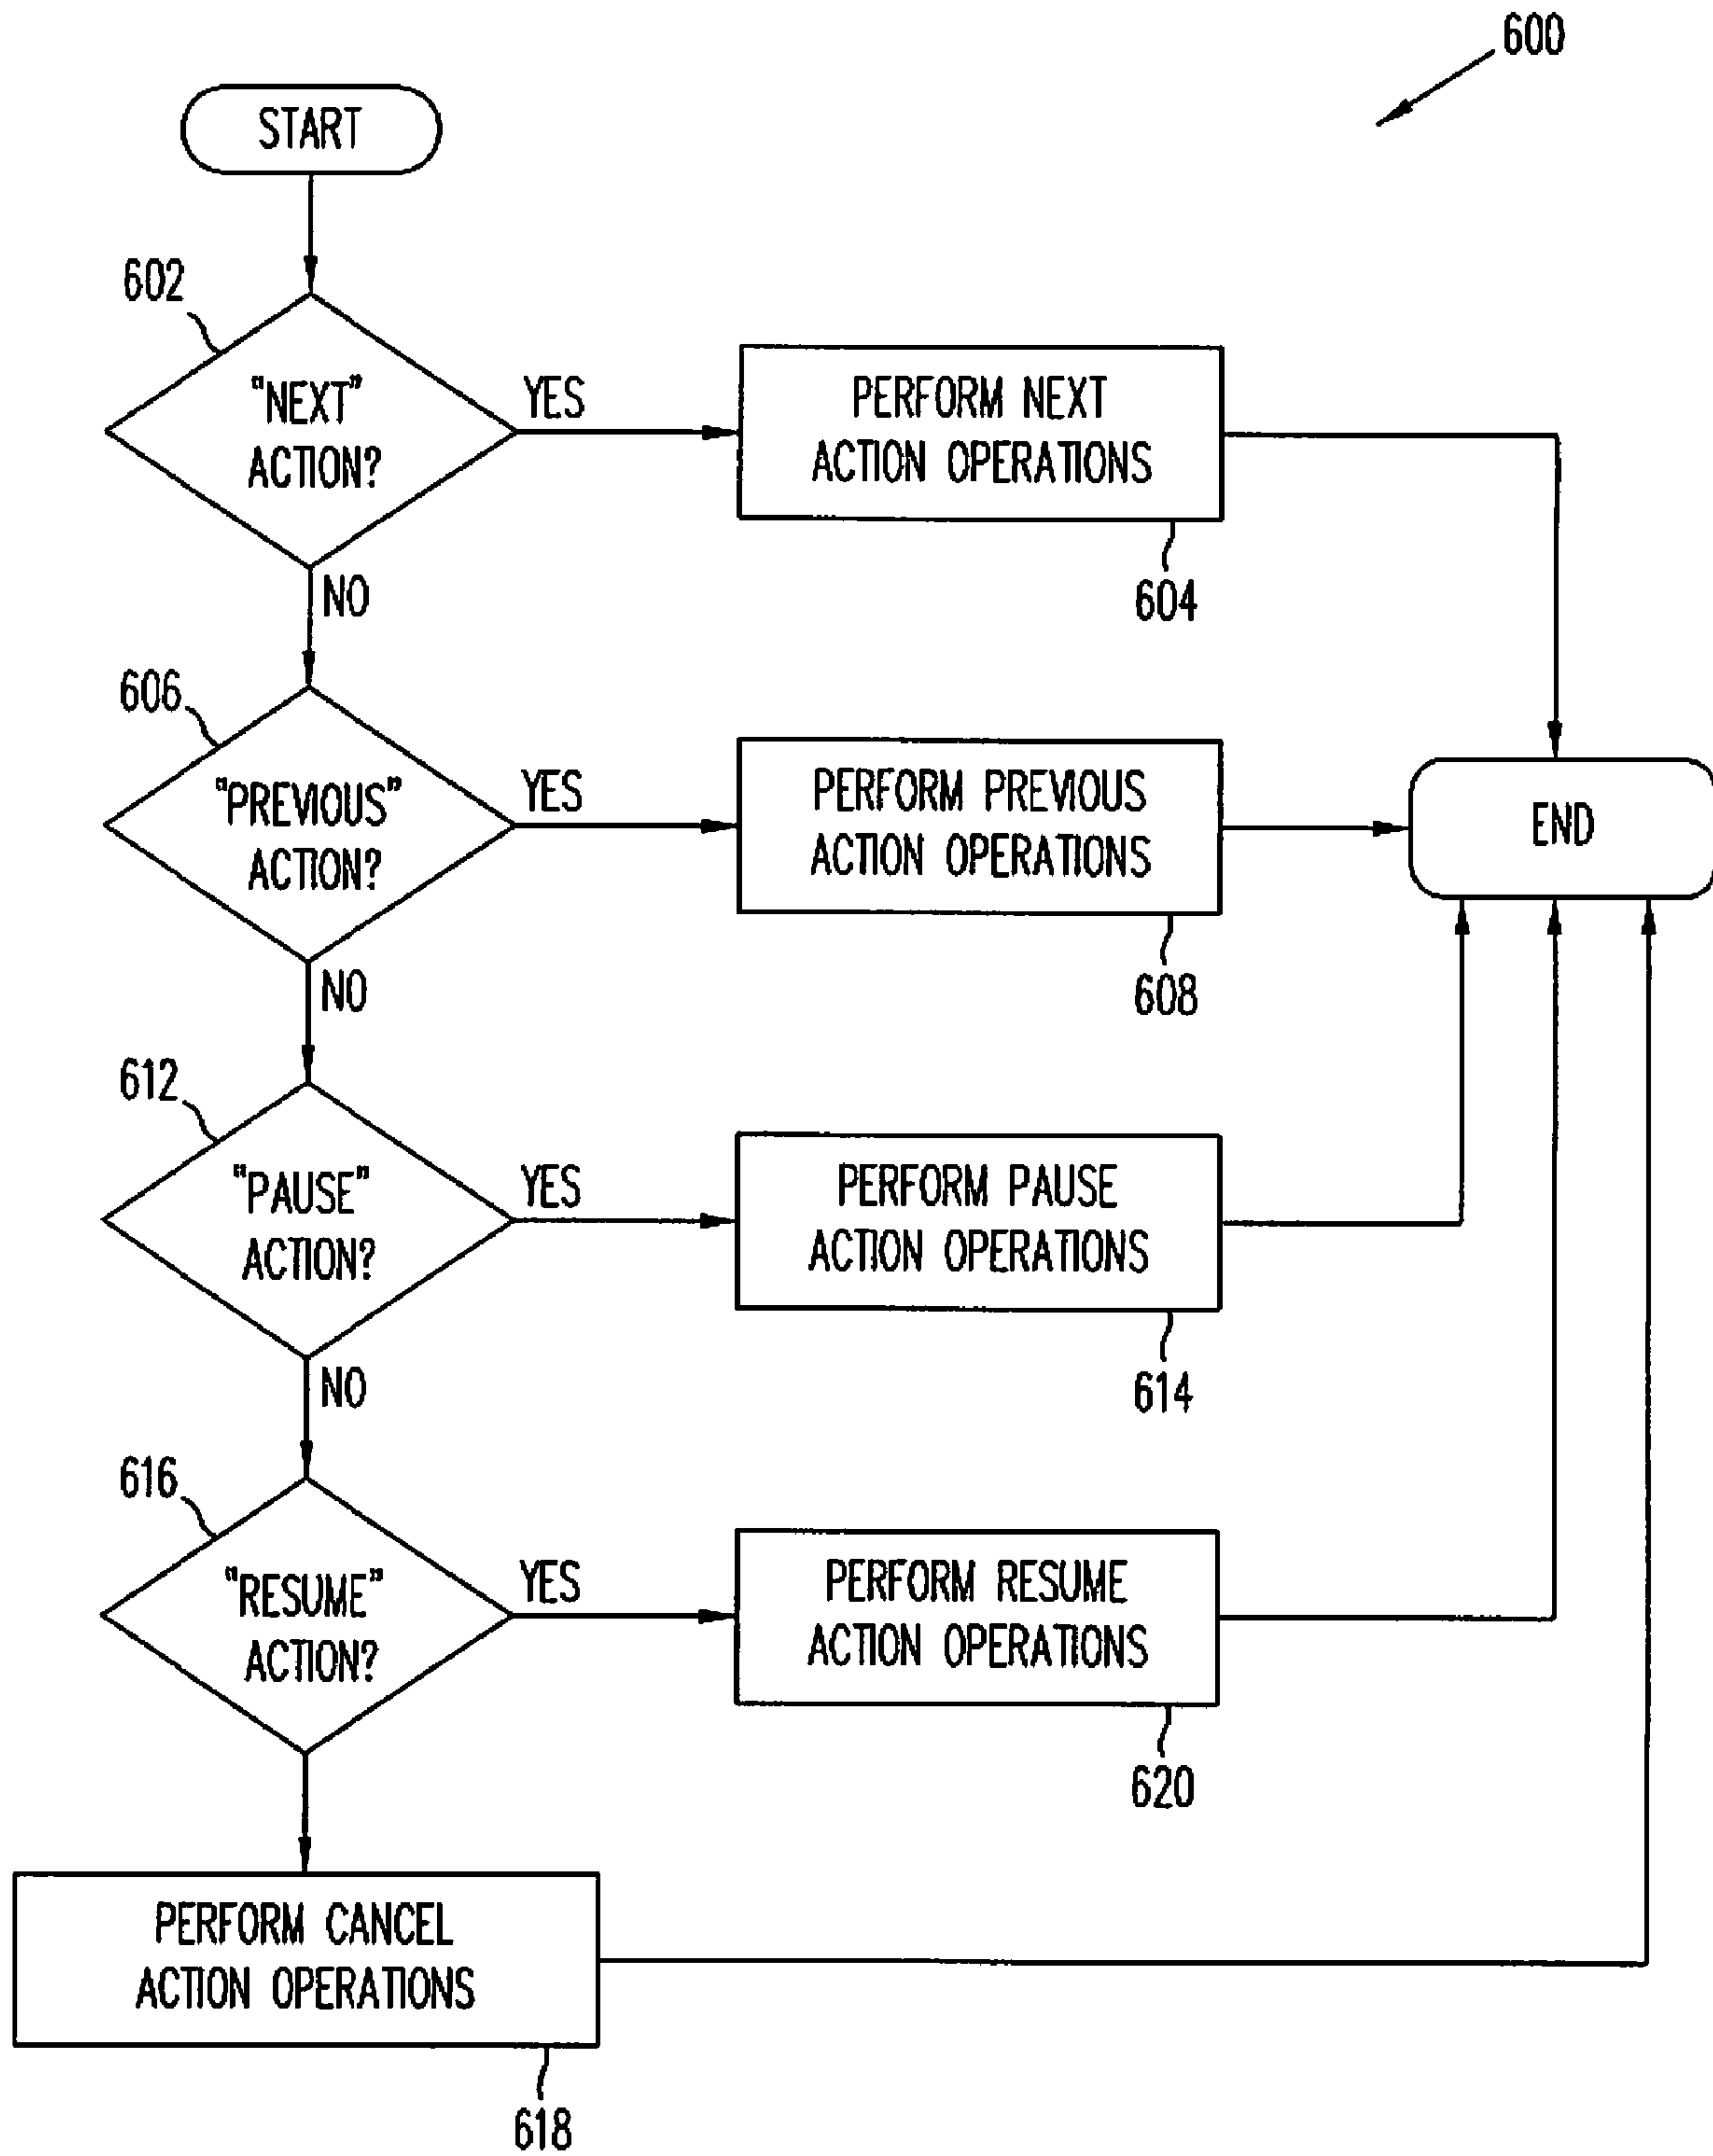 600
START
602
"NEXT"
ACTION?
YES
PERFORM NEXT
ACTION OPERATIONS
604
NO
606
"PREVIOUS"
ACTION?
YES
PERFORM PREVIOUS
ACTION OPERATIONS
608
END
NO
612
"PAUSE"
ACTION?
YES
PERFORM PAUSE
ACTION OPERATIONS
614
NO
616
"RESUME"
ACTION?
YES
PERFORM RESUME
ACTION OPERATIONS
620
PERFORM CANCEL
ACTION OPERATIONS
618